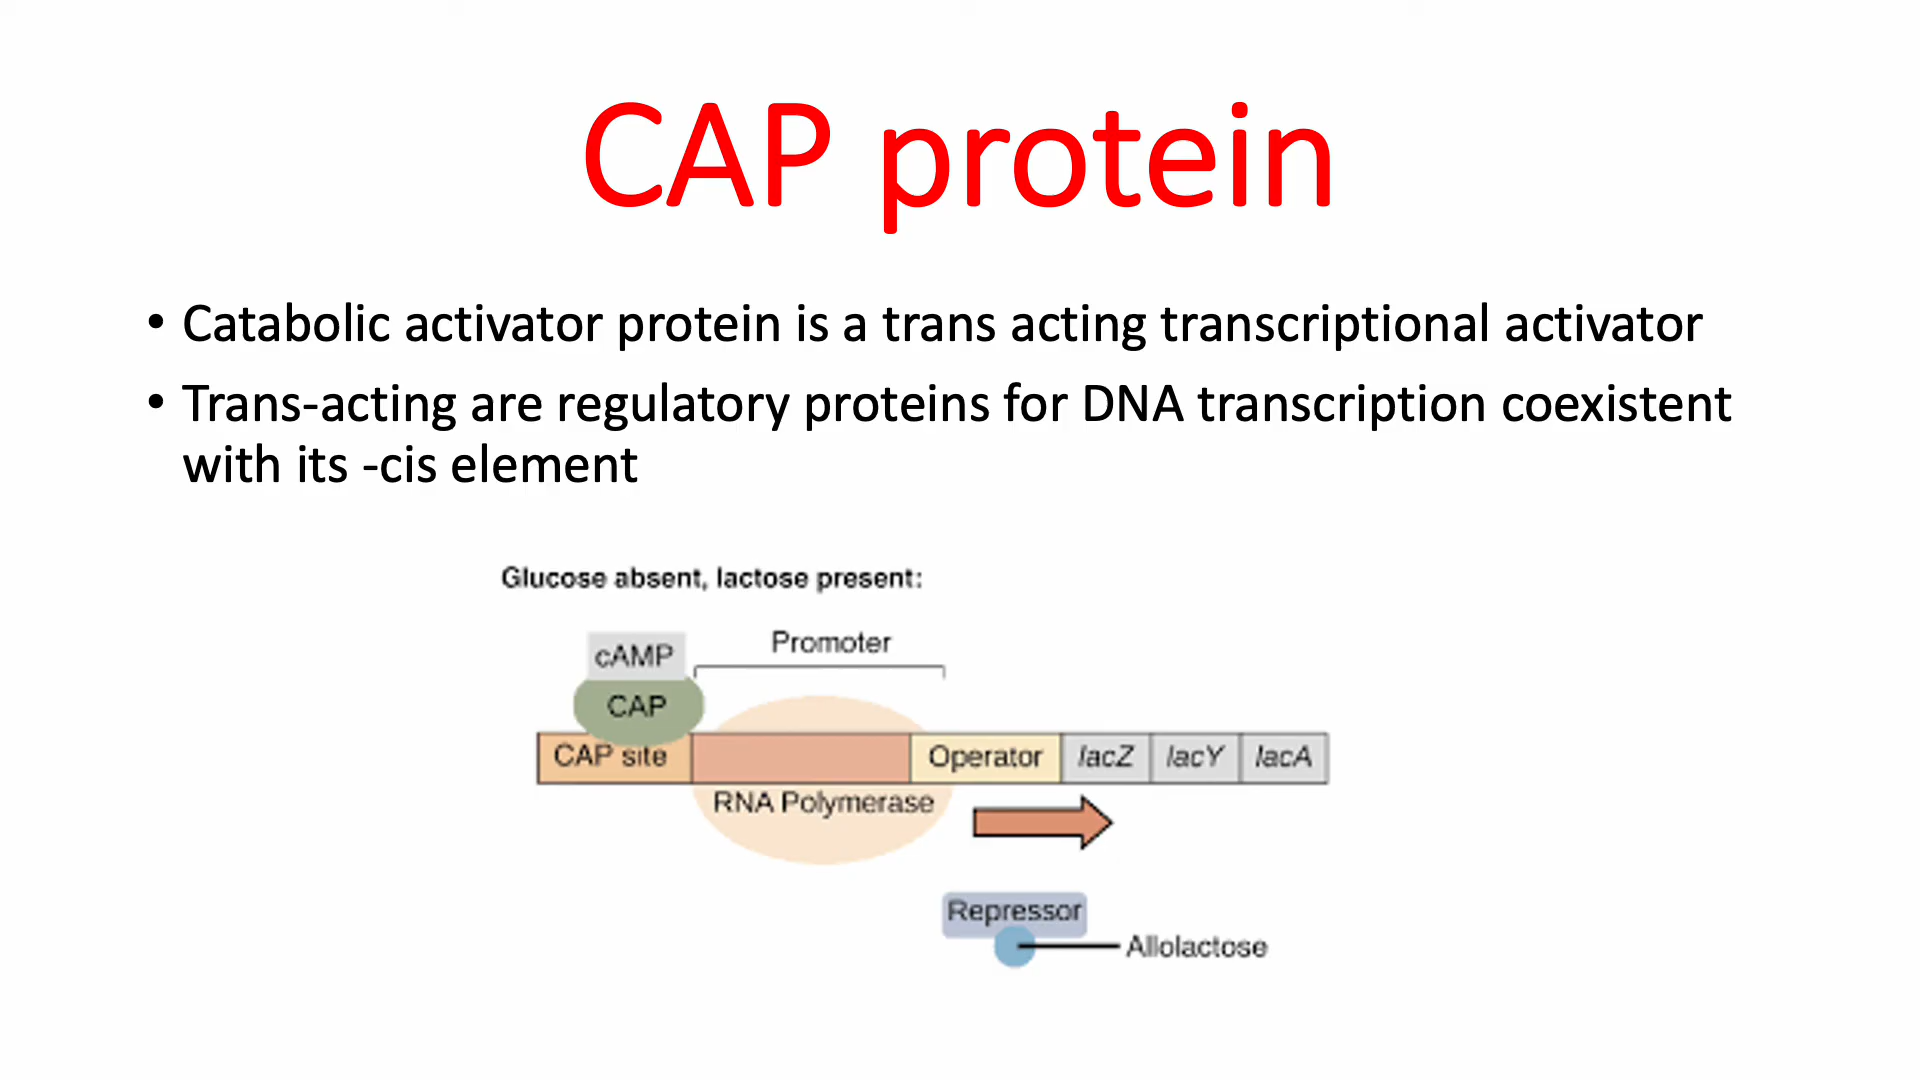 CAP protein
• Catabolic activator protein is a trans acting transcriptional activator
• Trans-acting are regulatory proteins for DNA transcription coexistent
with its -cis element
Glucose absent, lactose present:
cAMP
Promoter
CAP
CAP site
Operator
lacZ
lacY
lacA
RNA Polymerase
Repressor
Allolactose